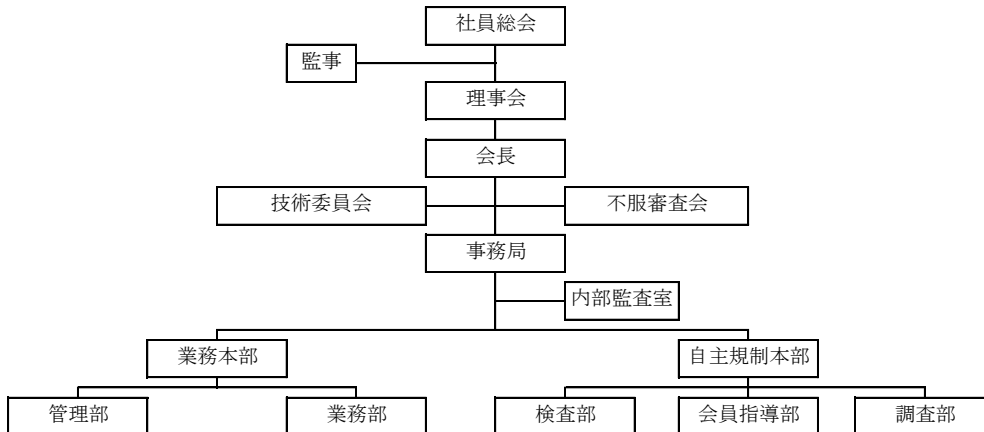 社員総会
監事
理事会
会長
技術委員会
不服審査会
事務局
内部監査室
業務本部
自主規制本部
管理部
業務部
検査部
会員指導部
調査部